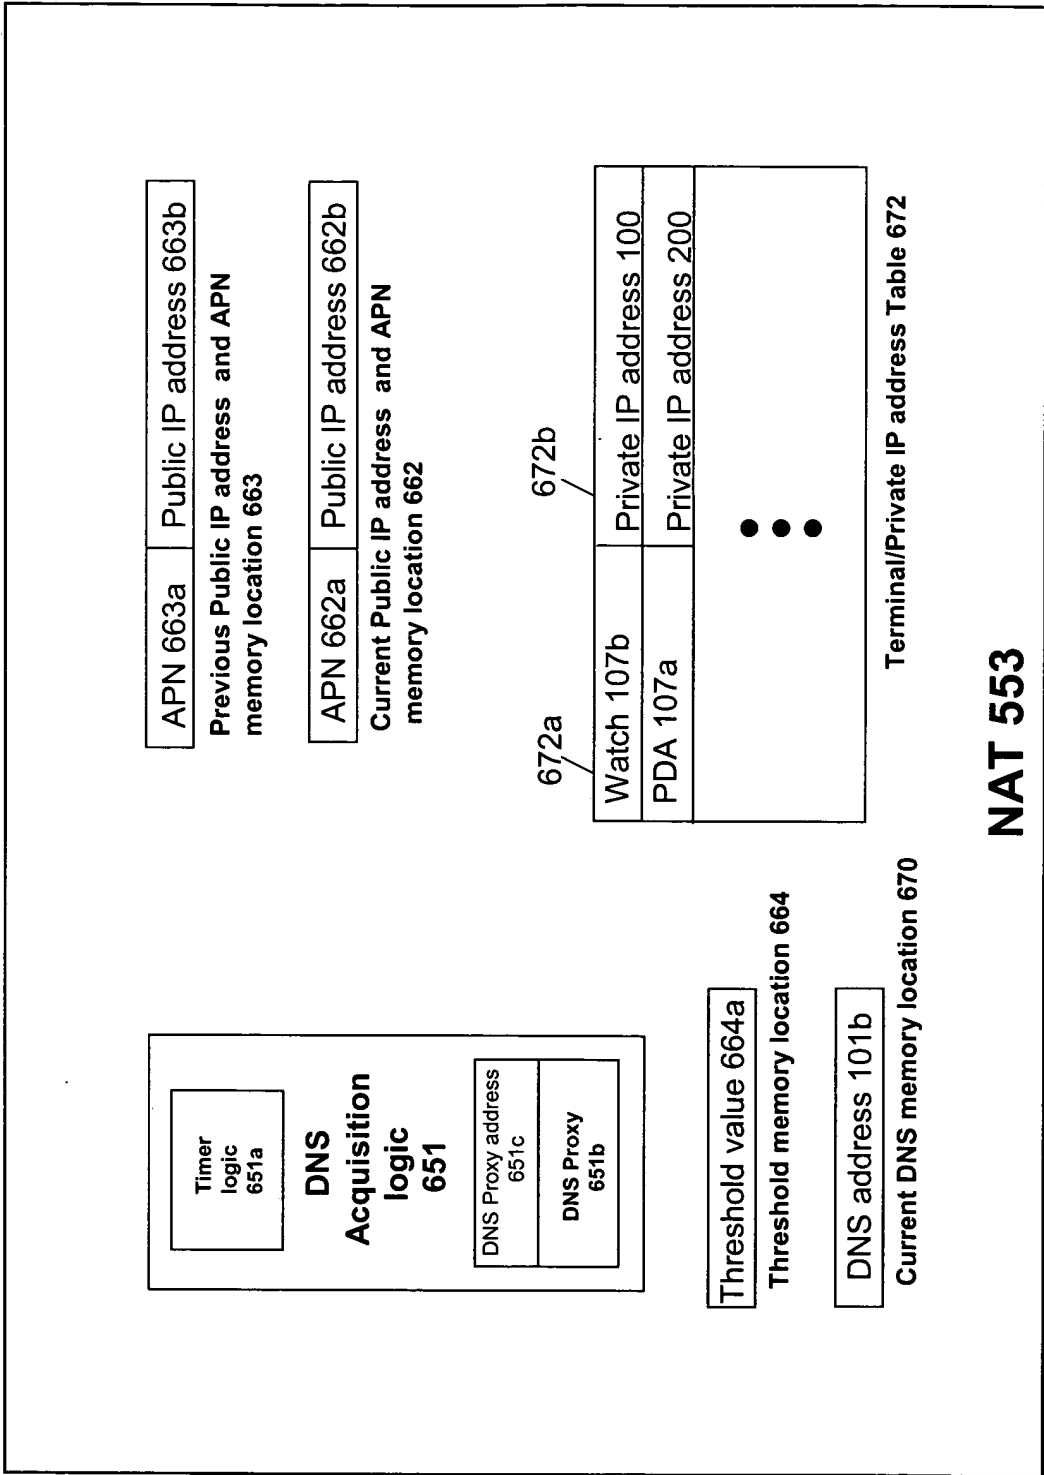 Timer
logic
651a
DNS
Acquisition
logic
651
DNS Proxy address
651c
DNS Proxy
651b
Threshold value 664a
Threshold memory location 664
DNS address 101b
Current DNS memory location 670
APN 663a Public IP address 663b
Previous Public IP address and APN
memory location 663
APN 662a Public IP address 662b
Current Public IP address and APN
memory location 662
672a 672b
Watch 107b Private IP address 100
PDA 107a Private IP address 200
Terminal/Private IP address Table 672
NAT 553